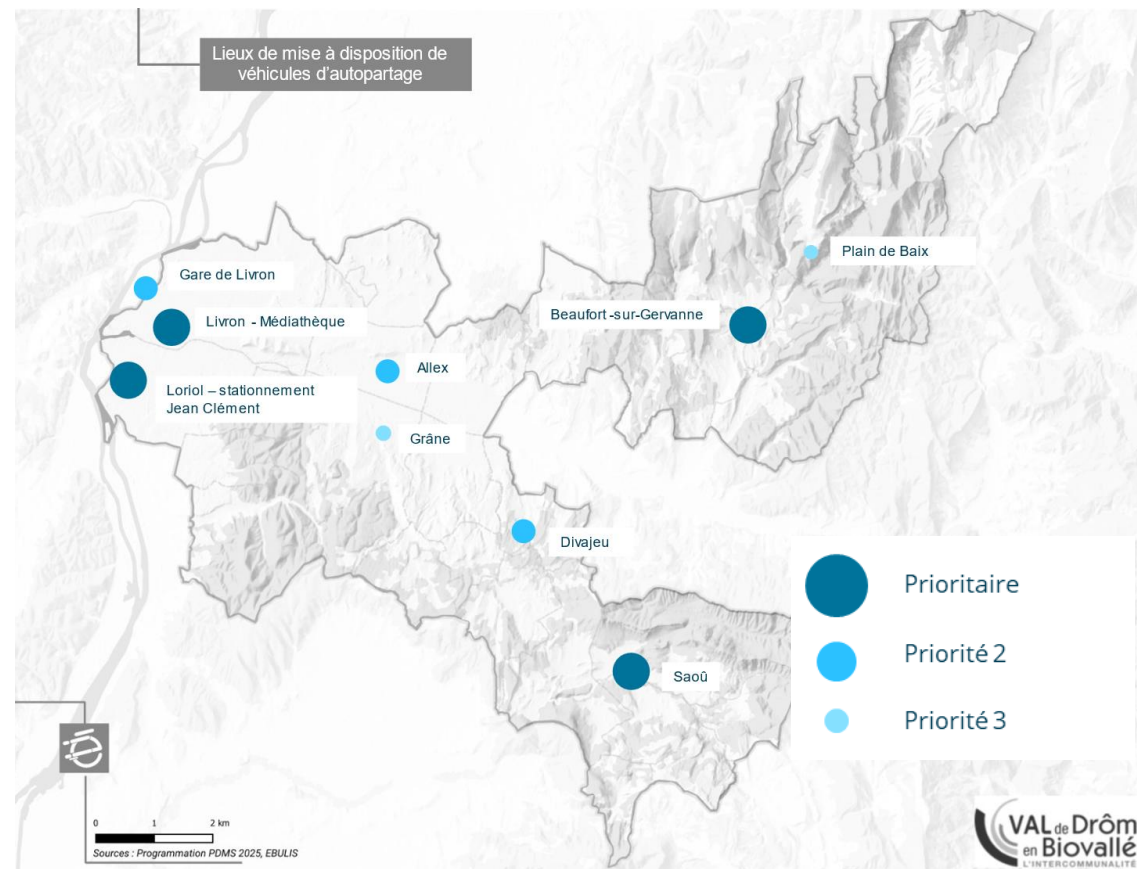 Lieux de mise à disposition de
véhicules d'autopartage
Plain de Baix
Gare de Livron
Beaufort-sur-Gervanne
Livron - Médiathèque
Allex
Loriol – stationnement
Jean Clément
Grâne
Divajeu
Saoû
Prioritaire
Priorité 2
Priorité 3
0 1 2 km
Sources : Programmation PDMS 2025, EBULIS
VAL de Drôm
en Biovallé
L'INTERCOMMUNALITÉ